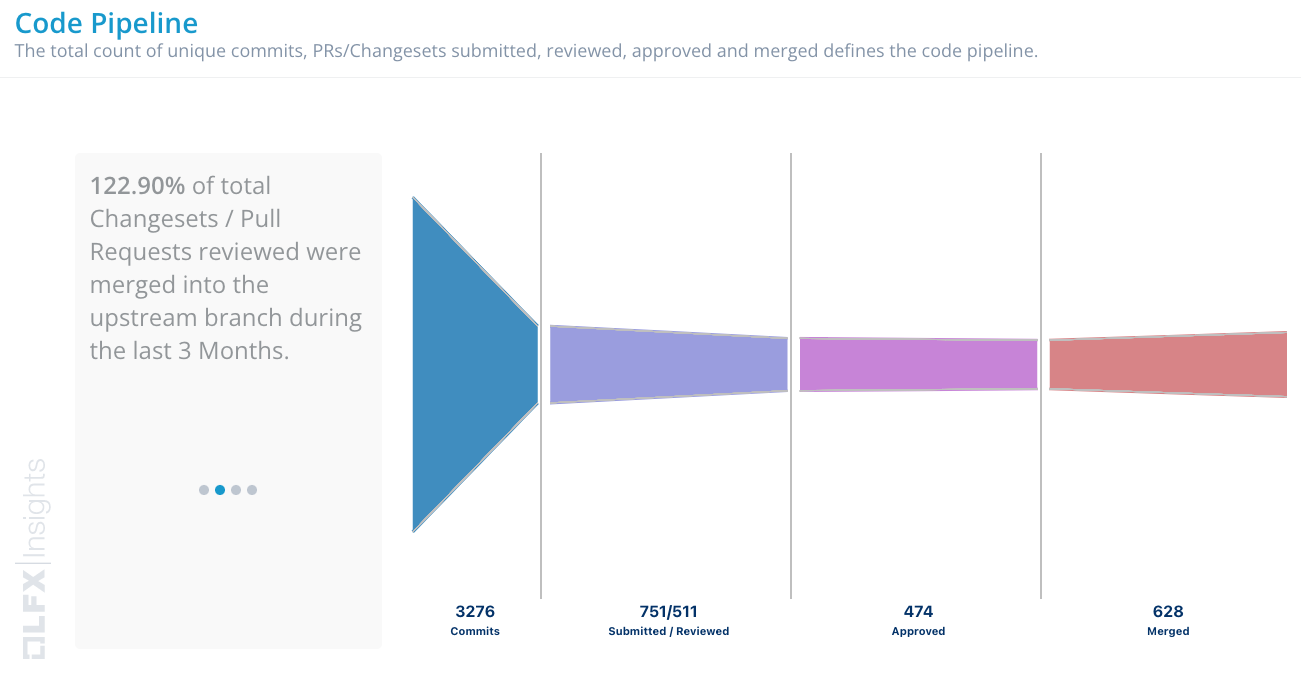 Code Pipeline
The total count of unique commits, PRs/Changesets submitted, reviewed, approved and merged defines the code pipeline.
122.90% of total
Changesets / Pull
Requests reviewed were
merged into the
upstream branch during
the last 3 Months.
LFX|Insights
3276
Commits
751/511
Submitted / Reviewed
474
Approved
628
Merged